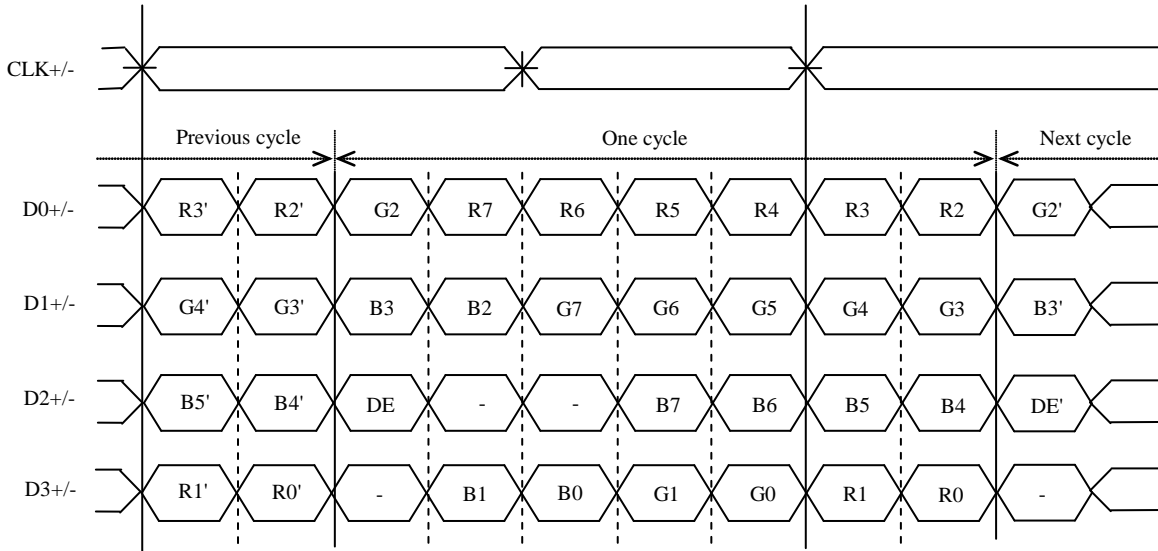 CLK+/-
Previous cycle One cycle Next cycle
D0+/- R3' R2' G2 R7 R6 R5 R4 R3 R2 G2'
D1+/- G4' G3' B3 B2 G7 G6 G5 G4 G3 B3'
D2+/- B5' B4' DE - - B7 B6 B5 B4 DE'
D3+/- R1' R0' - B1 B0 G1 G0 R1 R0 -